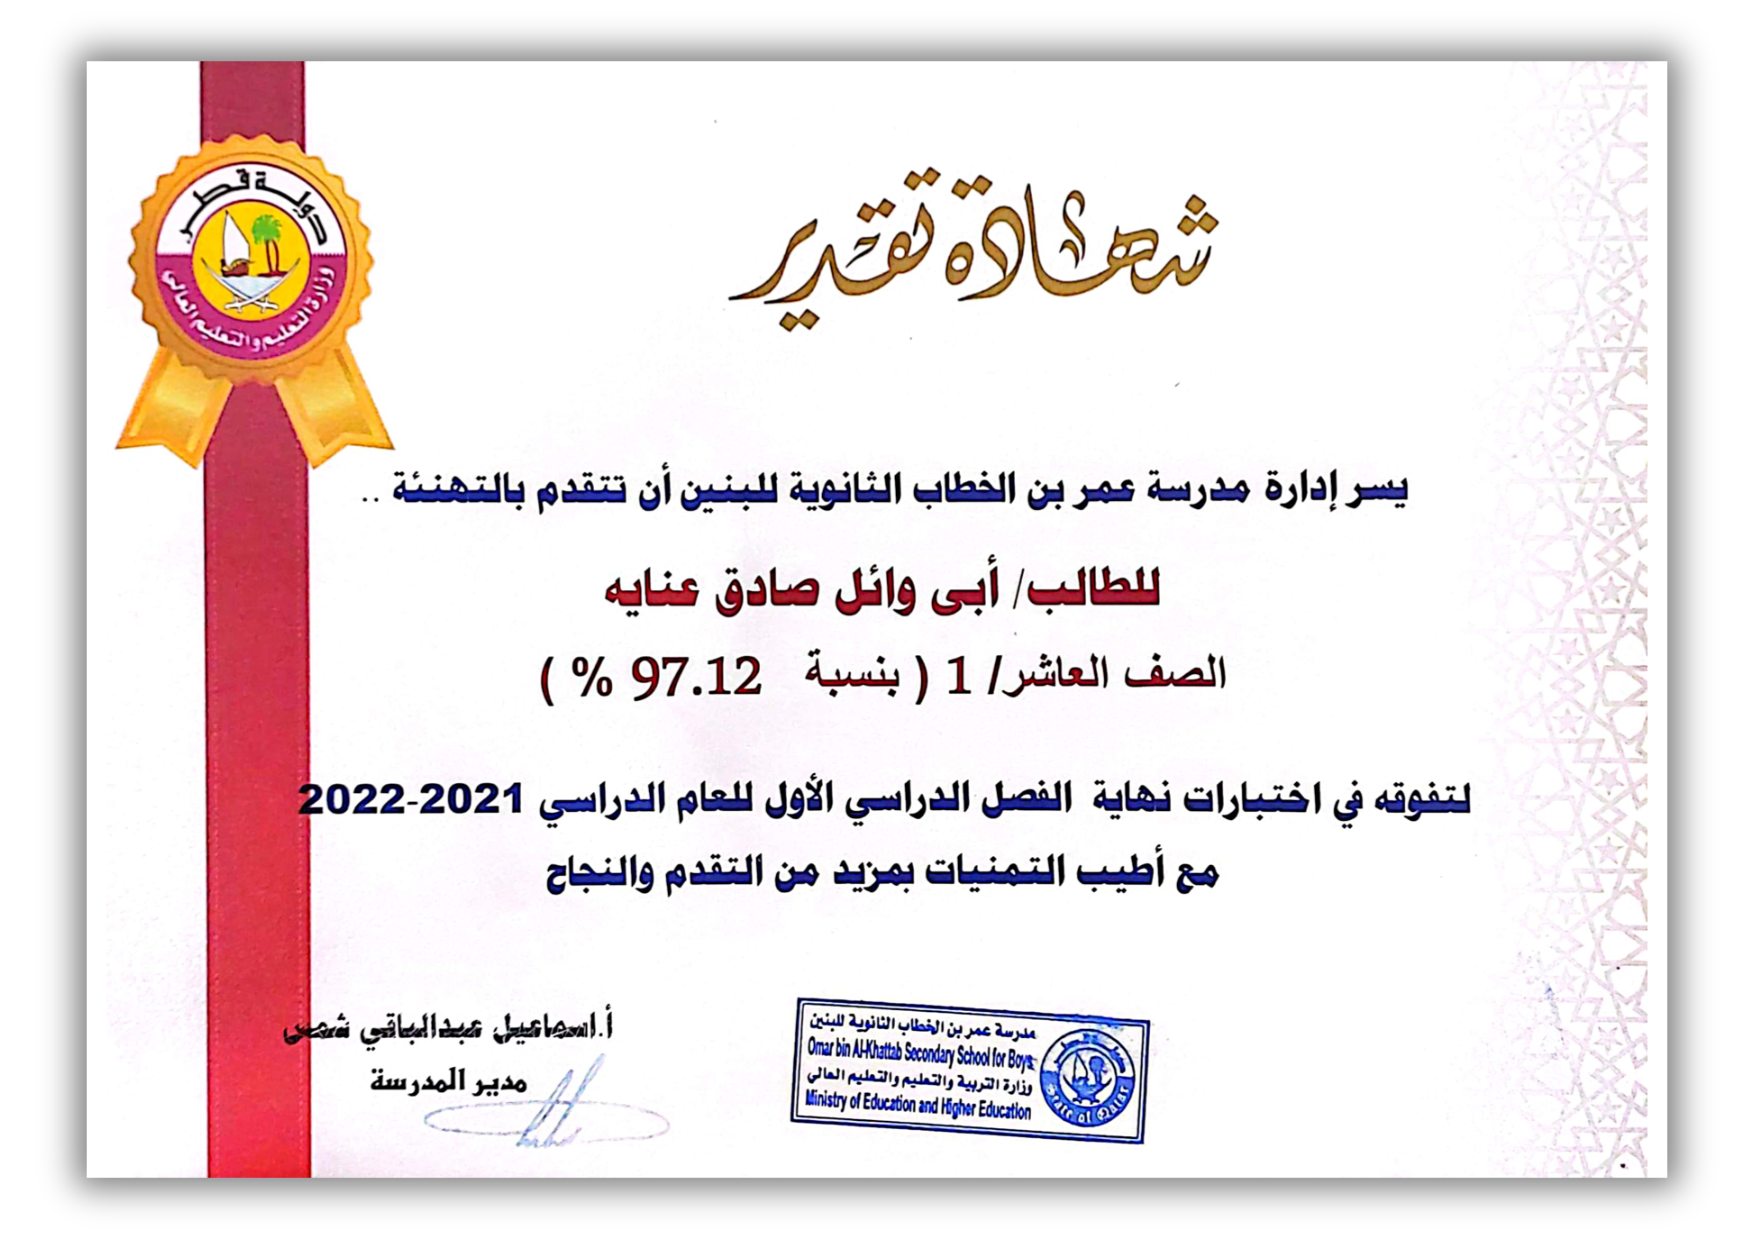 دولة قطر
وزارة التعليم والتعليم العالي
شهادة تقدير
يسر إدارة مدرسة عمر بن الخطاب الثانوية للبنين أن تتقدم بالتهنئة ..
للطالب/ أبى وائل صادق عنايه
الصف العاشر/ 1 ( بنسبة 97.12 % )
لتفوقه في اختبارات نهاية الفصل الدراسي الأول للعام الدراسي 2021-2022
مع أطيب التمنيات بمزيد من التقدم والنجاح
أ.اسماعيل عبدالباقي شمس
مدير المدرسة
مدرسة عمر بن الخطاب الثانوية للبنين
Omar bin Al-Khattab Secondary School for Boys
وزارة التربية والتعليم والتعليم العالي
Ministry of Education and Higher Education
State of Qatar